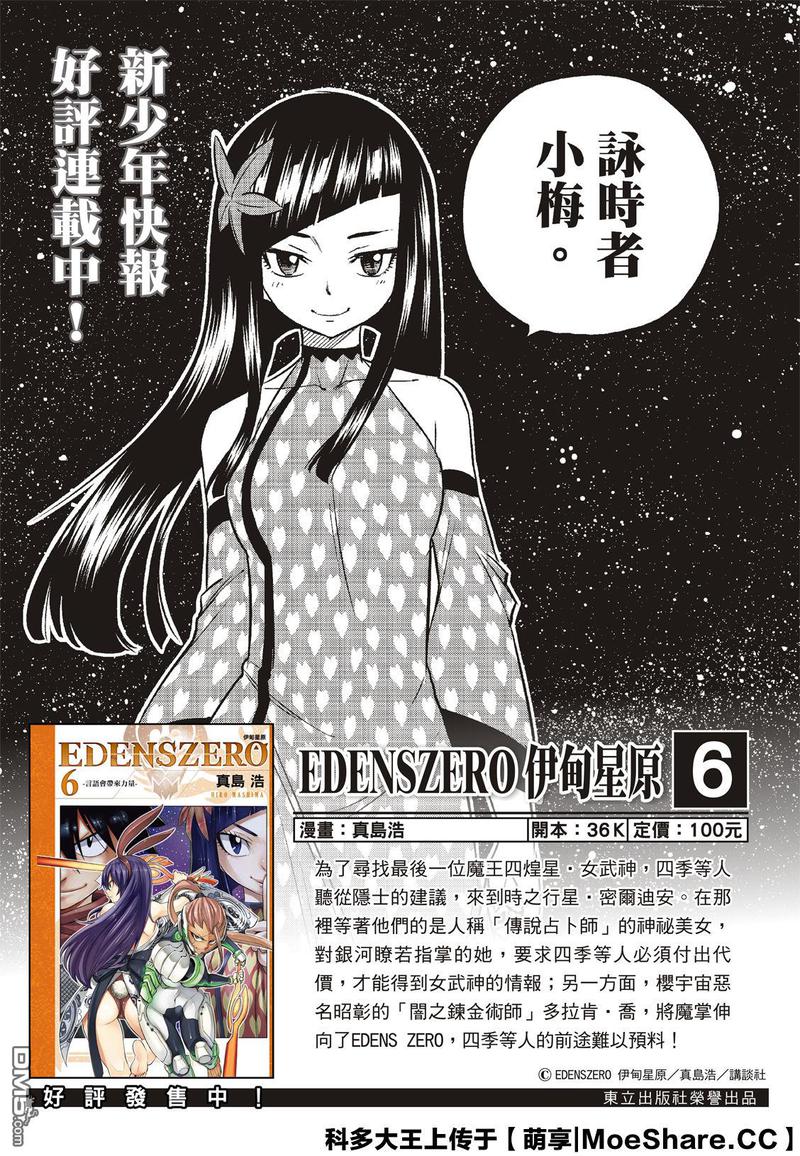 新少年快報
好評連載中！
詠時者
小梅。
伊甸星原
EDENSZERO
6
-言語會帶來力量-
真島 浩
HIRO MASHIMA
EDENSZERO 伊甸星原 6
漫畫：真島浩
開本：36K
定價：100元
為了尋找最後一位魔王四煌星・女武神，四季等人
聽從隱士的建議，來到時之行星・密爾迪安。在那
裡等著他們的是人稱「傳說占卜師」的神祕美女，
對銀河瞭若指掌的她，要求四季等人必須付出代
價，才能得到女武神的情報；另一方面，櫻宇宙惡
名昭彰的「闇之鍊金術師」多拉肯・喬，將魔掌伸
向了EDENS ZERO，四季等人的前途難以預料！
© EDENSZERO 伊甸星原／真島浩／講談社
好評發售中！
東立出版社榮譽出品
DM5
.com
科多大王上传于【萌享|MoeShare.CC】